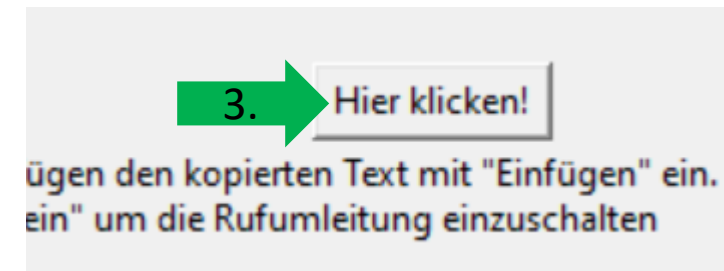 3. Hier klicken!
ügen den kopierten Text mit "Einfügen" ein.
ein" um die Rufumleitung einzuschalten